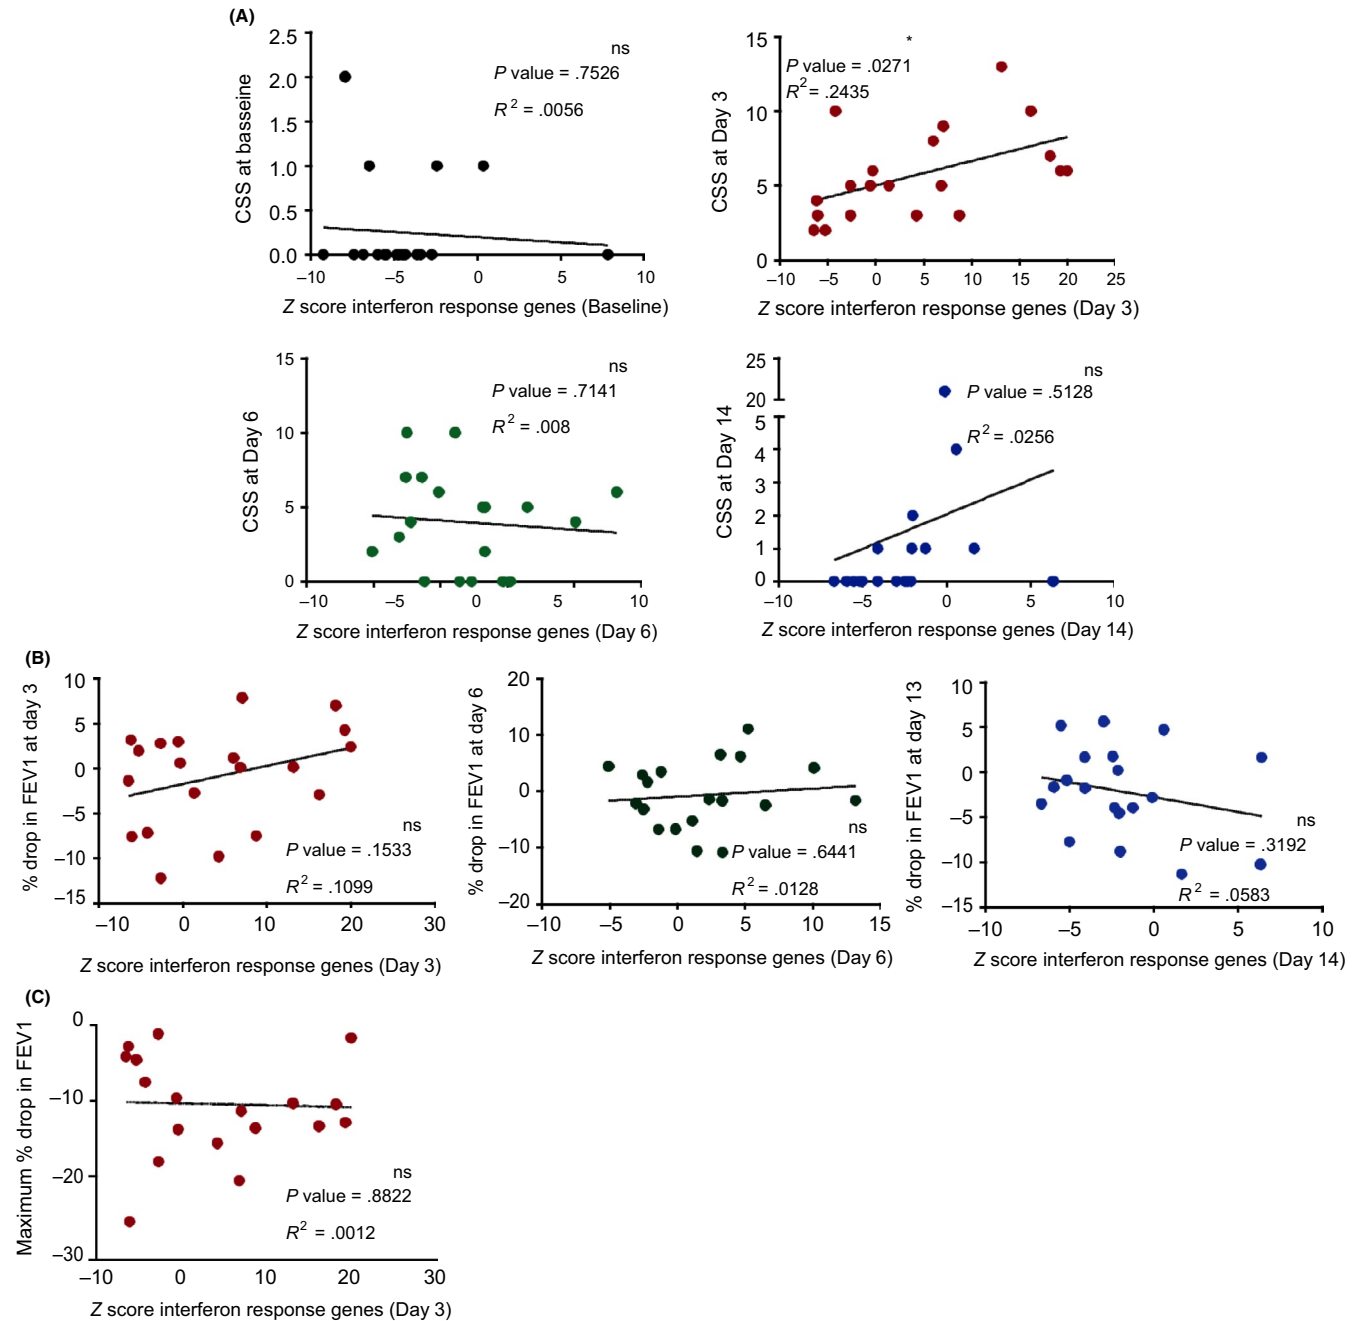 (A)
2.5
2.0
1.5
1.0
0.5
0.0
CSS at basseine
ns
P value = .7526
R2 = .0056
–10
–5
0
5
10
Z score interferon response genes (Baseline)
15
10
5
0
CSS at Day 3
*
P value = .0271
R2= .2435
–10
–5
0
5
10
15
20
25
Z score interferon response genes (Day 3)
15
10
5
0
CSS at Day 6
ns
P value = .7141
R2 = .008
–10
–5
0
5
10
Z score interferon response genes (Day 6)
25
20
5
4
3
2
1
0
CSS at Day 14
ns
P value = .5128
R2 = .0256
–10
–5
0
5
10
Z score interferon response genes (Day 14)
(B)
10
5
0
–5
–10
–15
% drop in FEV1 at day 3
ns
P value = .1533
R2 = .1099
–10
0
10
20
30
Z score interferon response genes (Day 3)
20
10
0
–10
–20
% drop in FEV1 at day 6
ns
P value = .6441
R2 = .0128
–10
–5
0
5
10
15
Z score interferon response genes (Day 6)
10
5
0
–5
–10
–15
% drop in FEV1 at day 13
ns
P value = .3192
R2 = .0583
–10
–5
0
5
10
Z score interferon response genes (Day 14)
(C)
0
–10
–20
–30
Maximum % drop in FEV1
ns
P value = .8822
R2 = .0012
–10
0
10
20
30
Z score interferon response genes (Day 3)